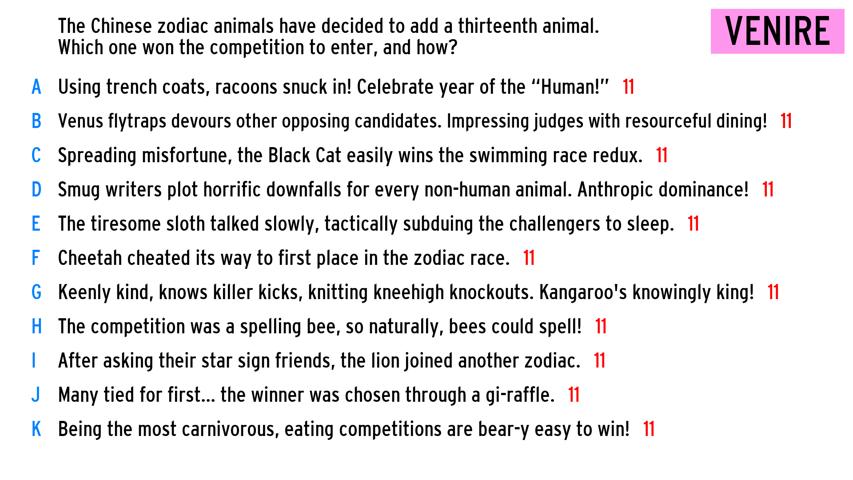 The Chinese zodiac animals have decided to add a thirteenth animal.
Which one won the competition to enter, and how?
VENIRE
A Using trench coats, racoons snuck in! Celebrate year of the “Human!” 11
B Venus flytraps devours other opposing candidates. Impressing judges with resourceful dining! 11
C Spreading misfortune, the Black Cat easily wins the swimming race redux. 11
D Smug writers plot horrific downfalls for every non-human animal. Anthropic dominance! 11
E The tiresome sloth talked slowly, tactically subduing the challengers to sleep. 11
F Cheetah cheated its way to first place in the zodiac race. 11
G Keenly kind, knows killer kicks, knitting kneehigh knockouts. Kangaroo's knowingly king! 11
H The competition was a spelling bee, so naturally, bees could spell! 11
I After asking their star sign friends, the lion joined another zodiac. 11
J Many tied for first... the winner was chosen through a gi-raffle. 11
K Being the most carnivorous, eating competitions are bear-y easy to win! 11